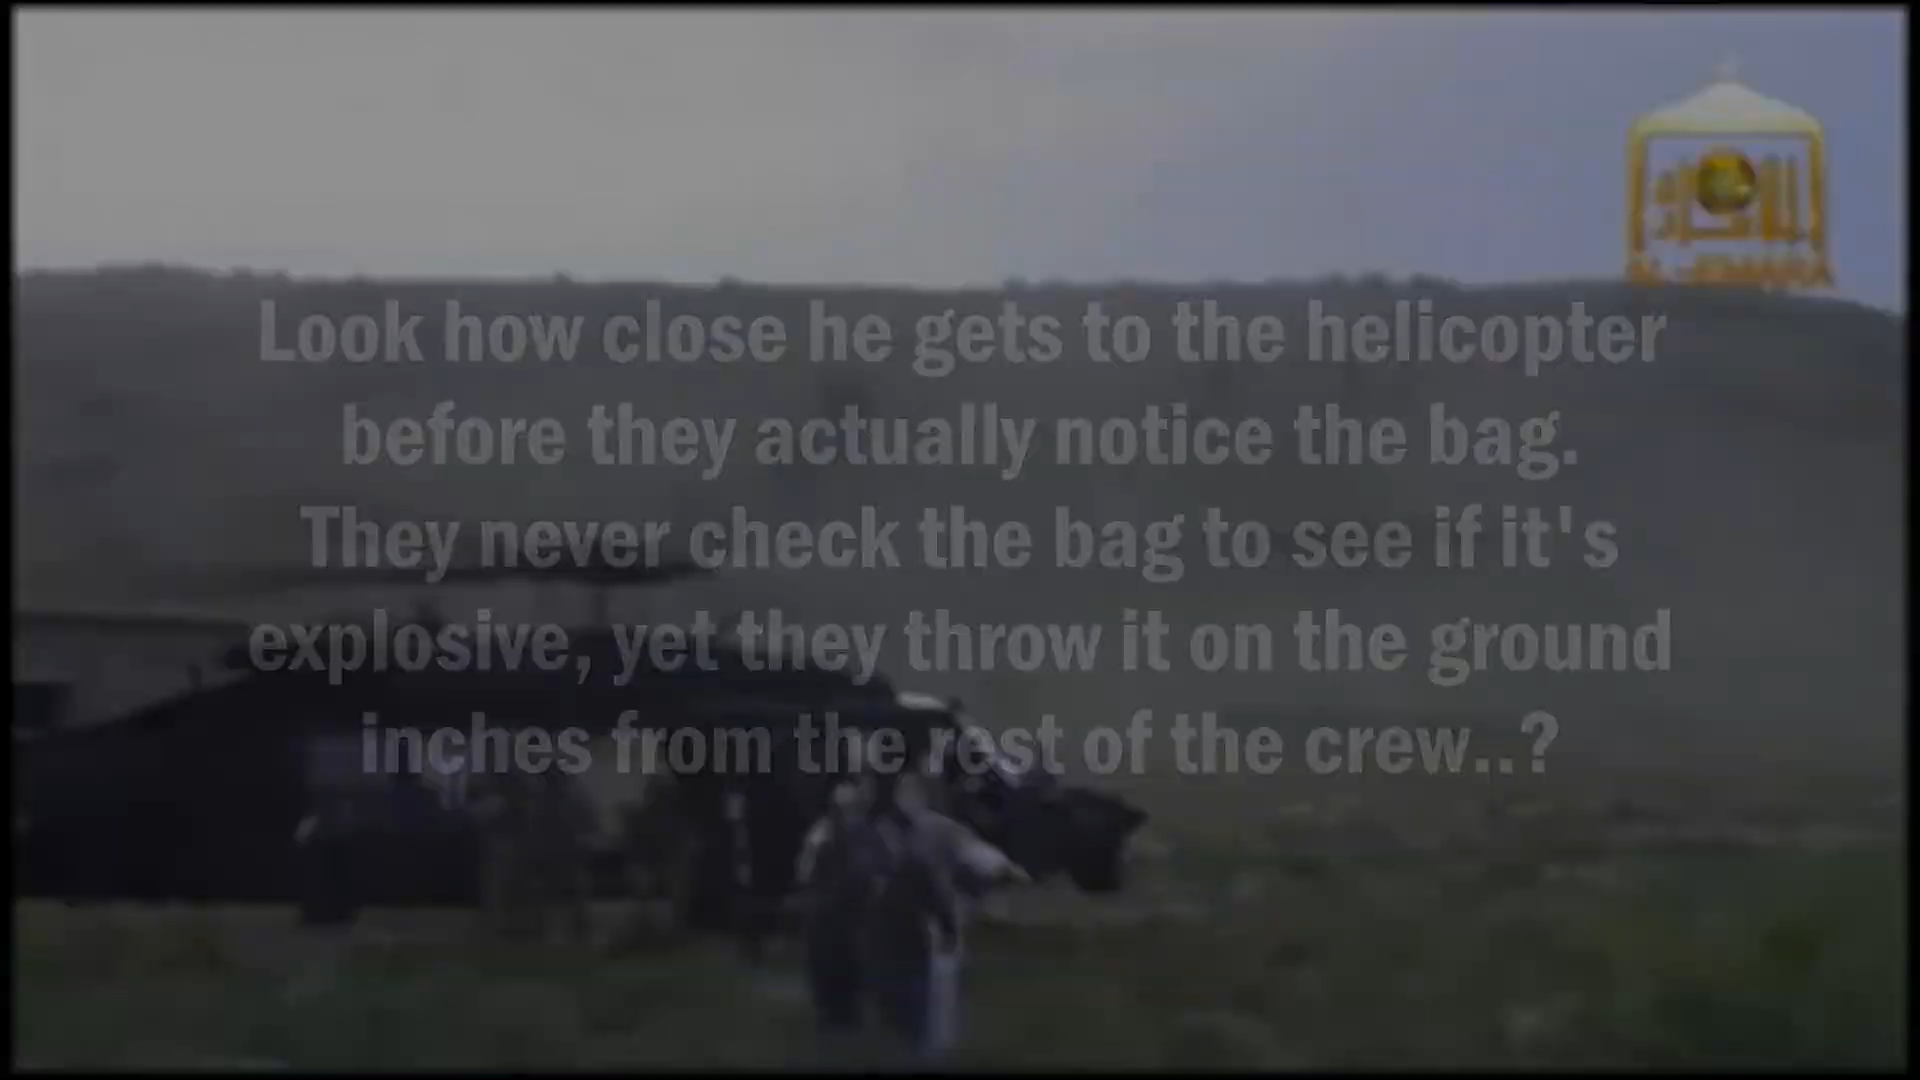 Look how close he gets to the helicopter
before they actually notice the bag.
They never check the bag to see if it's
explosive, yet they throw it on the ground
inches from the rest of the crew..?